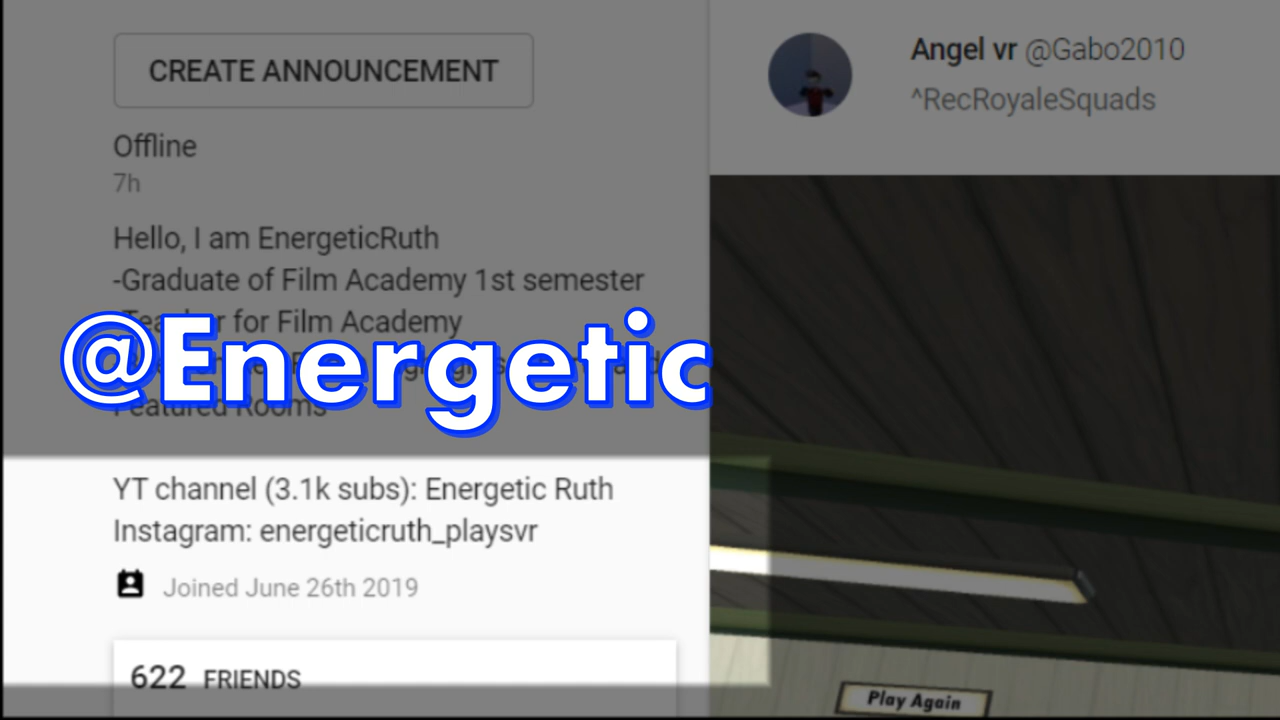 CREATE ANNOUNCEMENT
Offline
7h
Hello, I am EnergeticRuth
-Graduate of Film Academy 1st semester
for Film Academy
@Energetic
Featured Rooms
YT channel (3.1k subs): Energetic Ruth
Instagram: energeticruth_playsvr
Joined June 26th 2019
622 FRIENDS
Angel vr @Gabo2010
^RecRoyaleSquads
Play Again